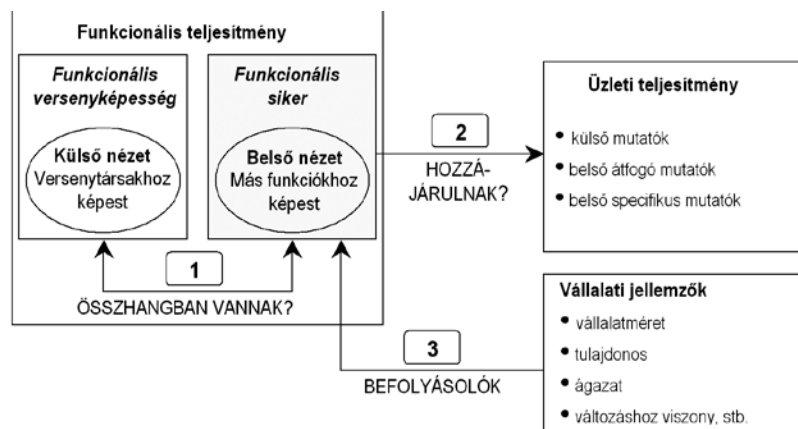 Funkcionális teljesítmény
Funkcionális
versenyképesség
Külső nézet
Versenytársakhoz
képest
Funkcionális
siker
Belső nézet
Más funkciókhoz
képest
1
ÖSSZHANGBAN VANNAK?
2
HOZZÁ-
JÁRULNAK?
Üzleti teljesítmény
• külső mutatók
• belső átfogó mutatók
• belső specifikus mutatók
3
BEFOLYÁSOLÓK
Vállalati jellemzők
• vállalatméret
• tulajdonos
• ágazat
• változáshoz viszony, stb.